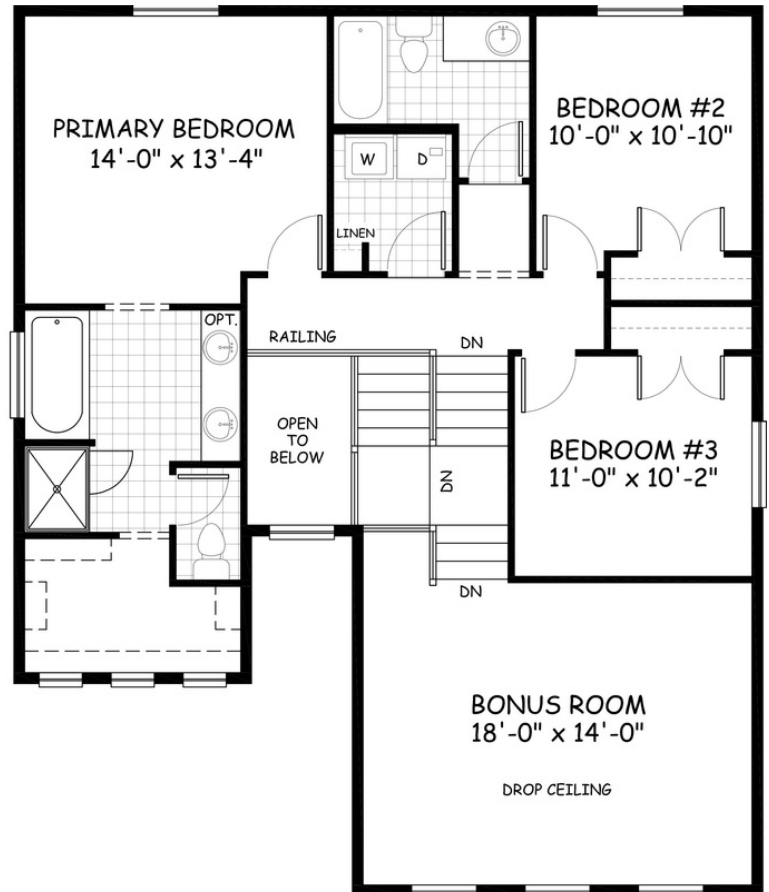 PRIMARY BEDROOM
14'-0" x 13'-4"
BEDROOM #2
10'-0" x 10'-10"
W
D
LINEN
OPT.
RAILING
DN
OPEN
TO
BELOW
DN
BEDROOM #3
11'-0" x 10'-2"
DN
BONUS ROOM
18'-0" x 14'-0"
DROP CEILING